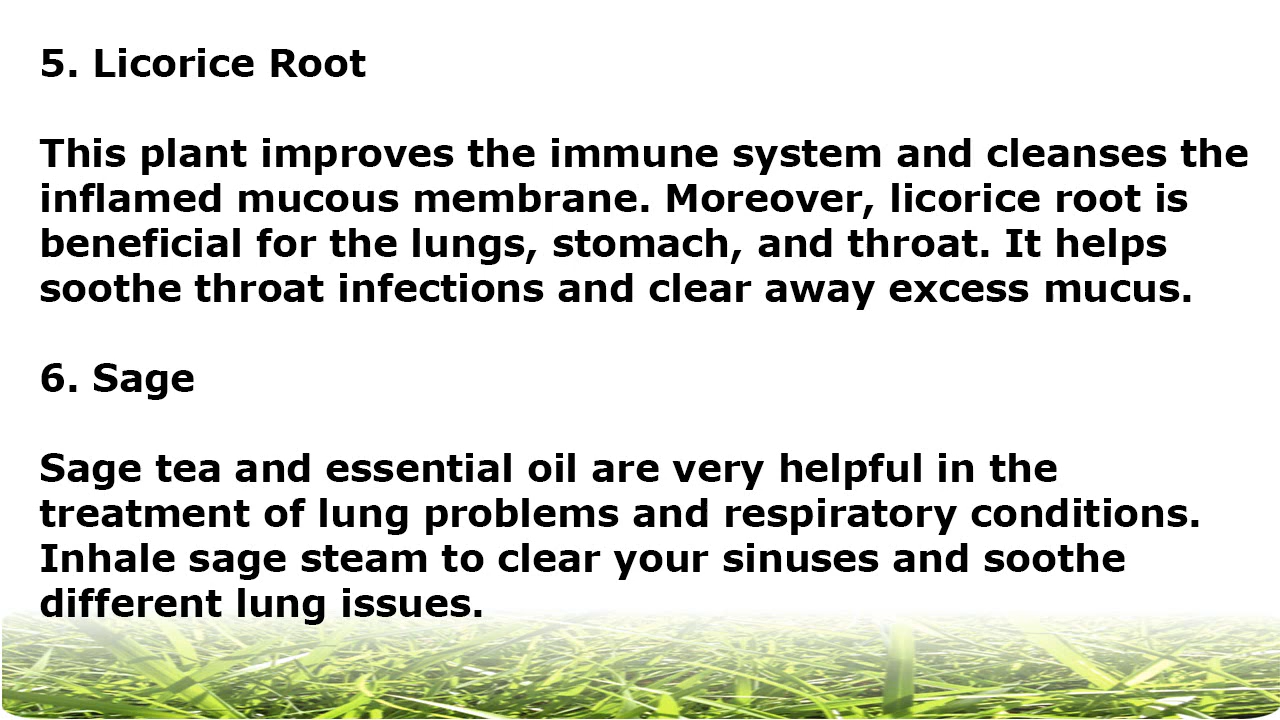 5. Licorice Root
This plant improves the immune system and cleanses the
inflamed mucous membrane. Moreover, licorice root is
beneficial for the lungs, stomach, and throat. It helps
soothe throat infections and clear away excess mucus.
6. Sage
Sage tea and essential oil are very helpful in the
treatment of lung problems and respiratory conditions.
Inhale sage steam to clear your sinuses and soothe
different lung issues.